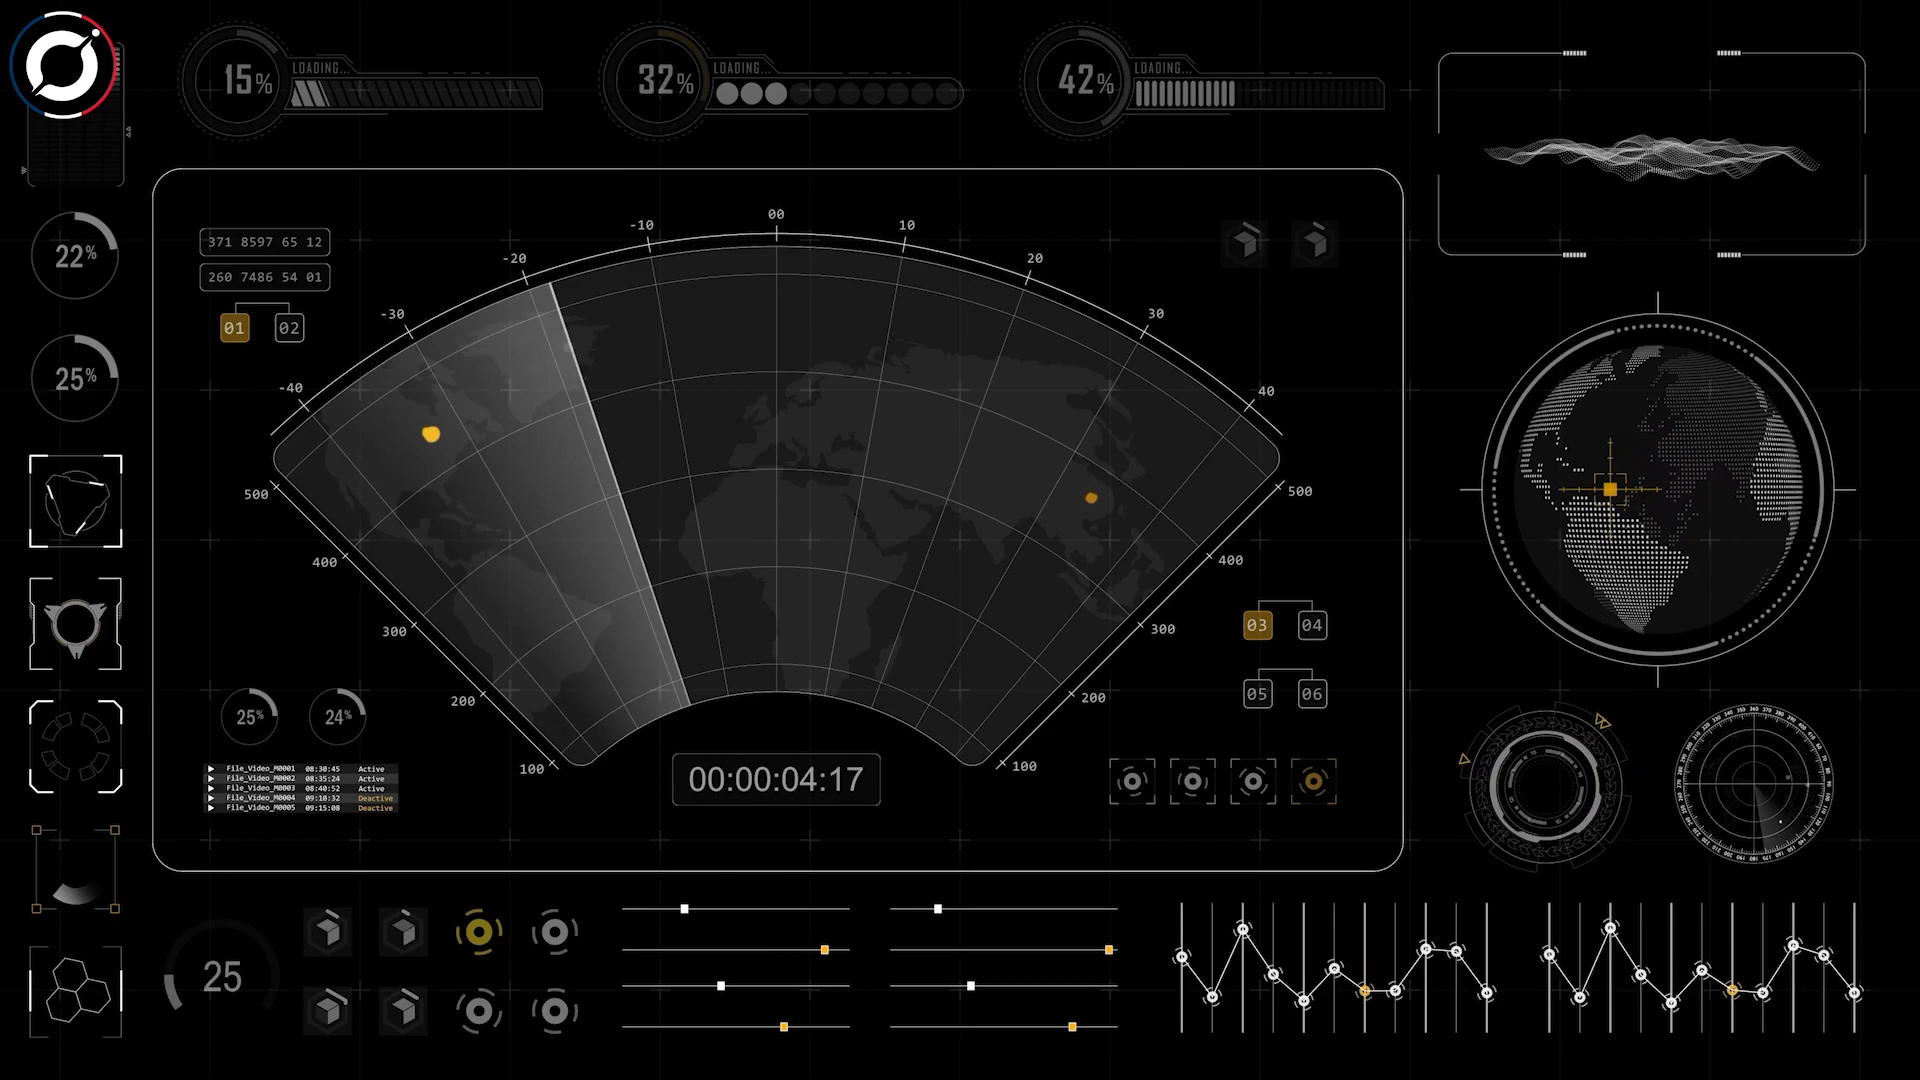 15%
LOADING...
32%
LOADING...
42%
LOADING...
22%
25%
371 8597 65 12
260 7486 54 01
01 02
-40 -30 -20 -10 00 10 20 30 40
500 500
400 400
300 300
200 200
100 100
03 04
05 06
25% 24%
File_Video_M0001 08:30:45 Active
File_Video_M0002 08:35:24 Active
File_Video_M0003 08:40:52 Active
File_Video_M0004 09:10:32 Deactive
File_Video_M0005 09:15:08 Deactive
00:00:04:17
25